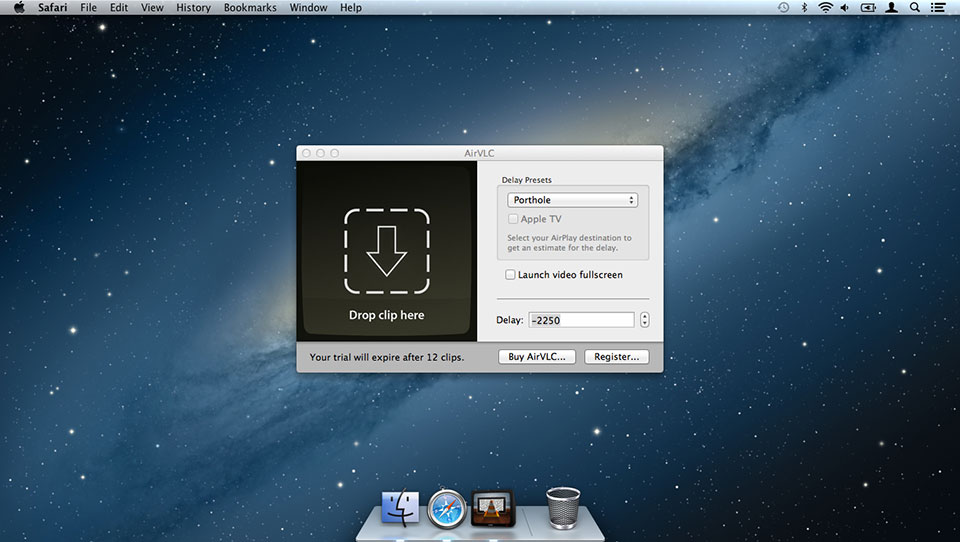 Safari File Edit View History Bookmarks Window Help
AirVLC
Delay Presets
Porthole
Apple TV
Select your AirPlay destination to
get an estimate for the delay.
Launch video fullscreen
Drop clip here
Delay: -2250
Your trial will expire after 12 clips. Buy AirVLC... Register...